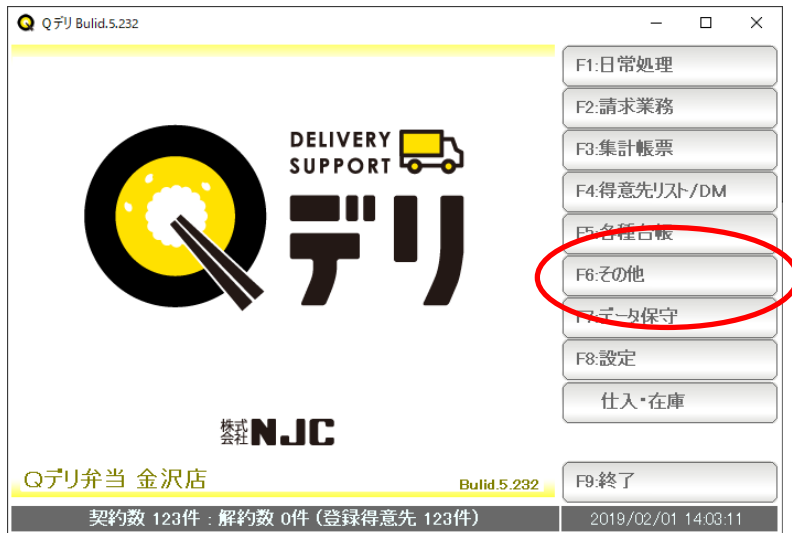 Qデリ Bulid.5.232
F1:日常処理
F2:請求業務
F3:集計帳票
F4:得意先リスト/DM
F5:各種台帳
F6:その他
F7:データ保守
F8:設定
仕入・在庫
F9:終了
DELIVERY
SUPPORT
Qデリ
株式会社NJC
Qデリ弁当 金沢店
Bulid.5.232
契約数 123件 : 解約数 0件 (登録得意先 123件)
2019/02/01 14:03:11